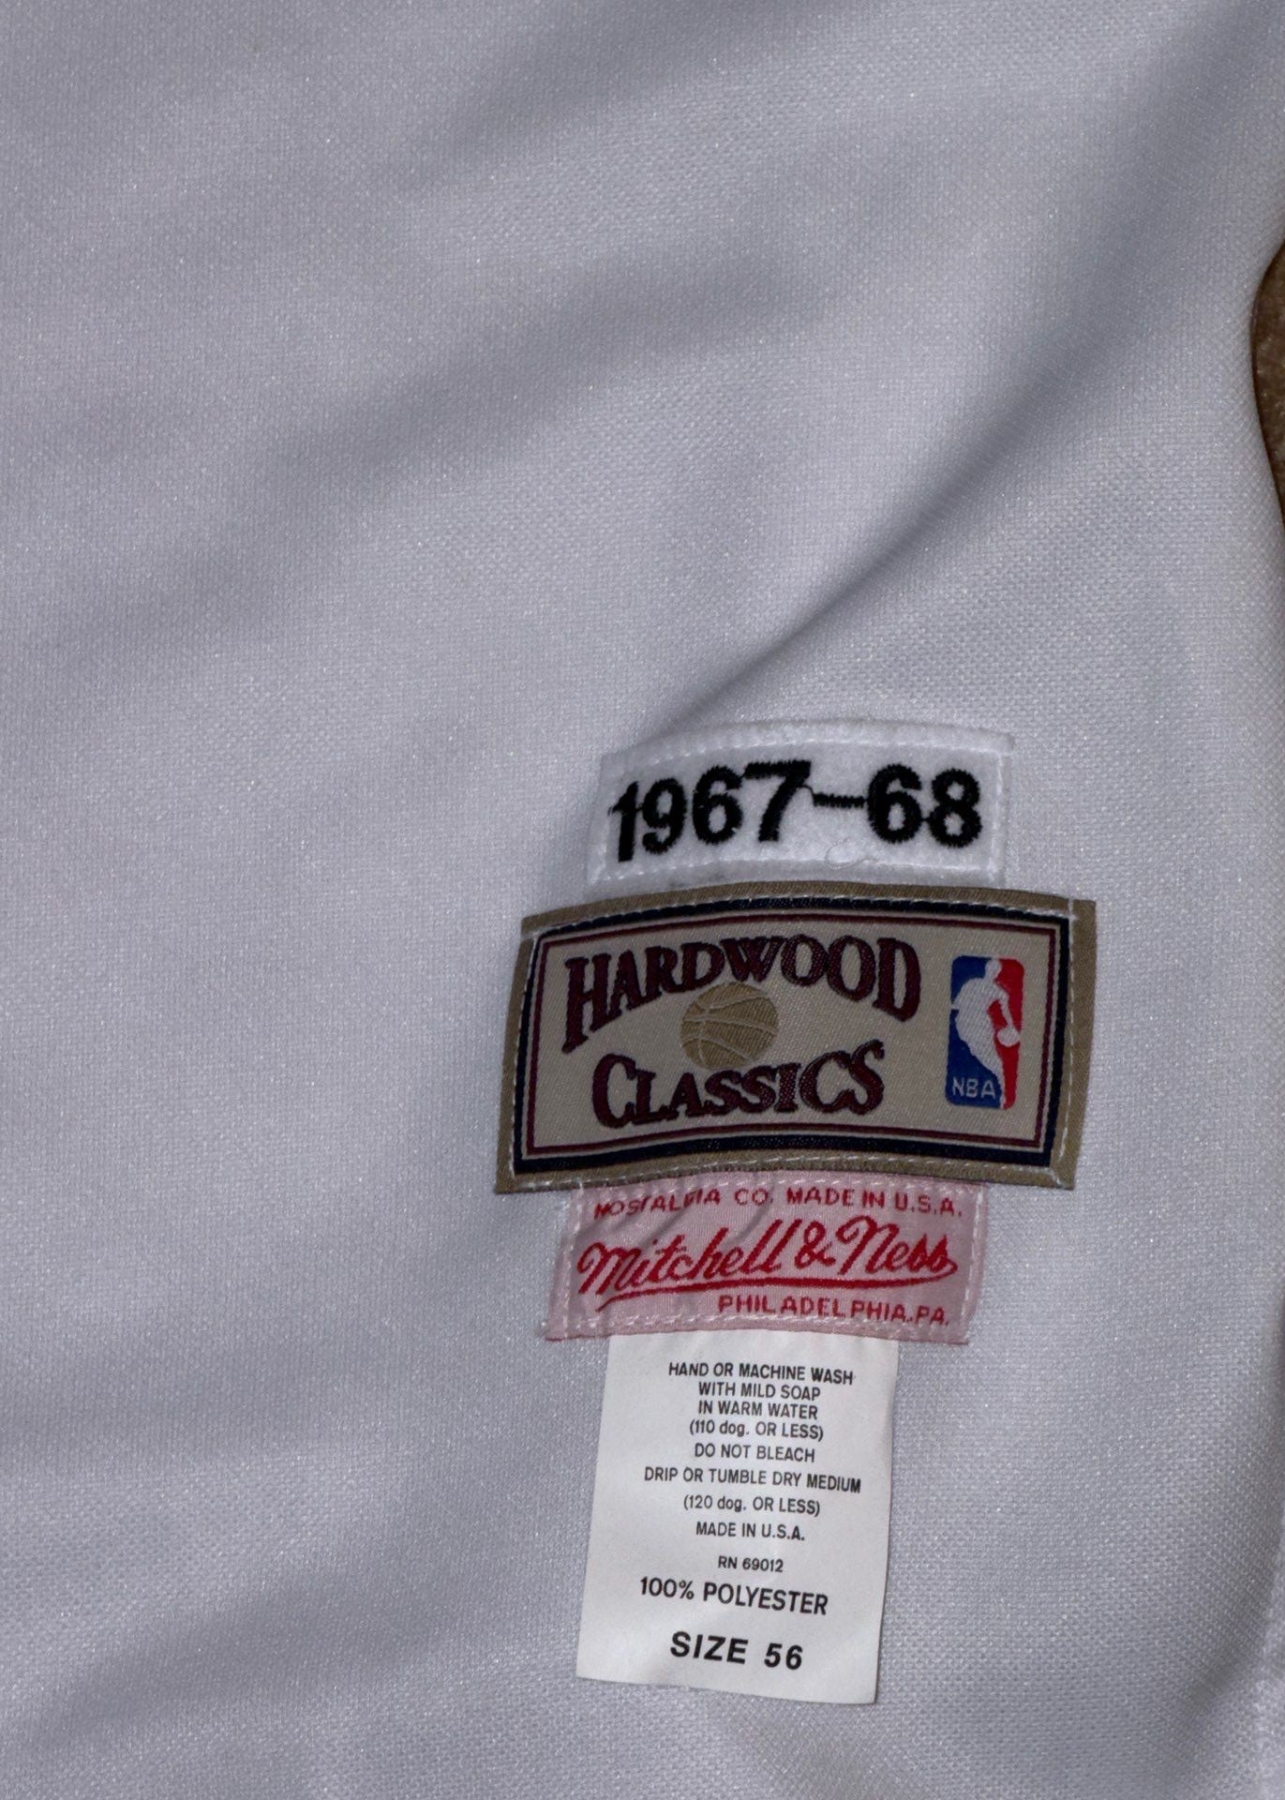 1967-68
HARDWOOD
CLASSICS
NBA
NOSTALGIA CO. MADE IN U.S.A.
Mitchell & Ness
PHILADELPHIA.PA.
HAND OR MACHINE WASH
WITH MILD SOAP
IN WARM WATER
(110 dog. OR LESS)
DO NOT BLEACH
DRIP OR TUMBLE DRY MEDIUM
(120 dog. OR LESS)
MADE IN U.S.A.
RN 69012
100% POLYESTER
SIZE 56